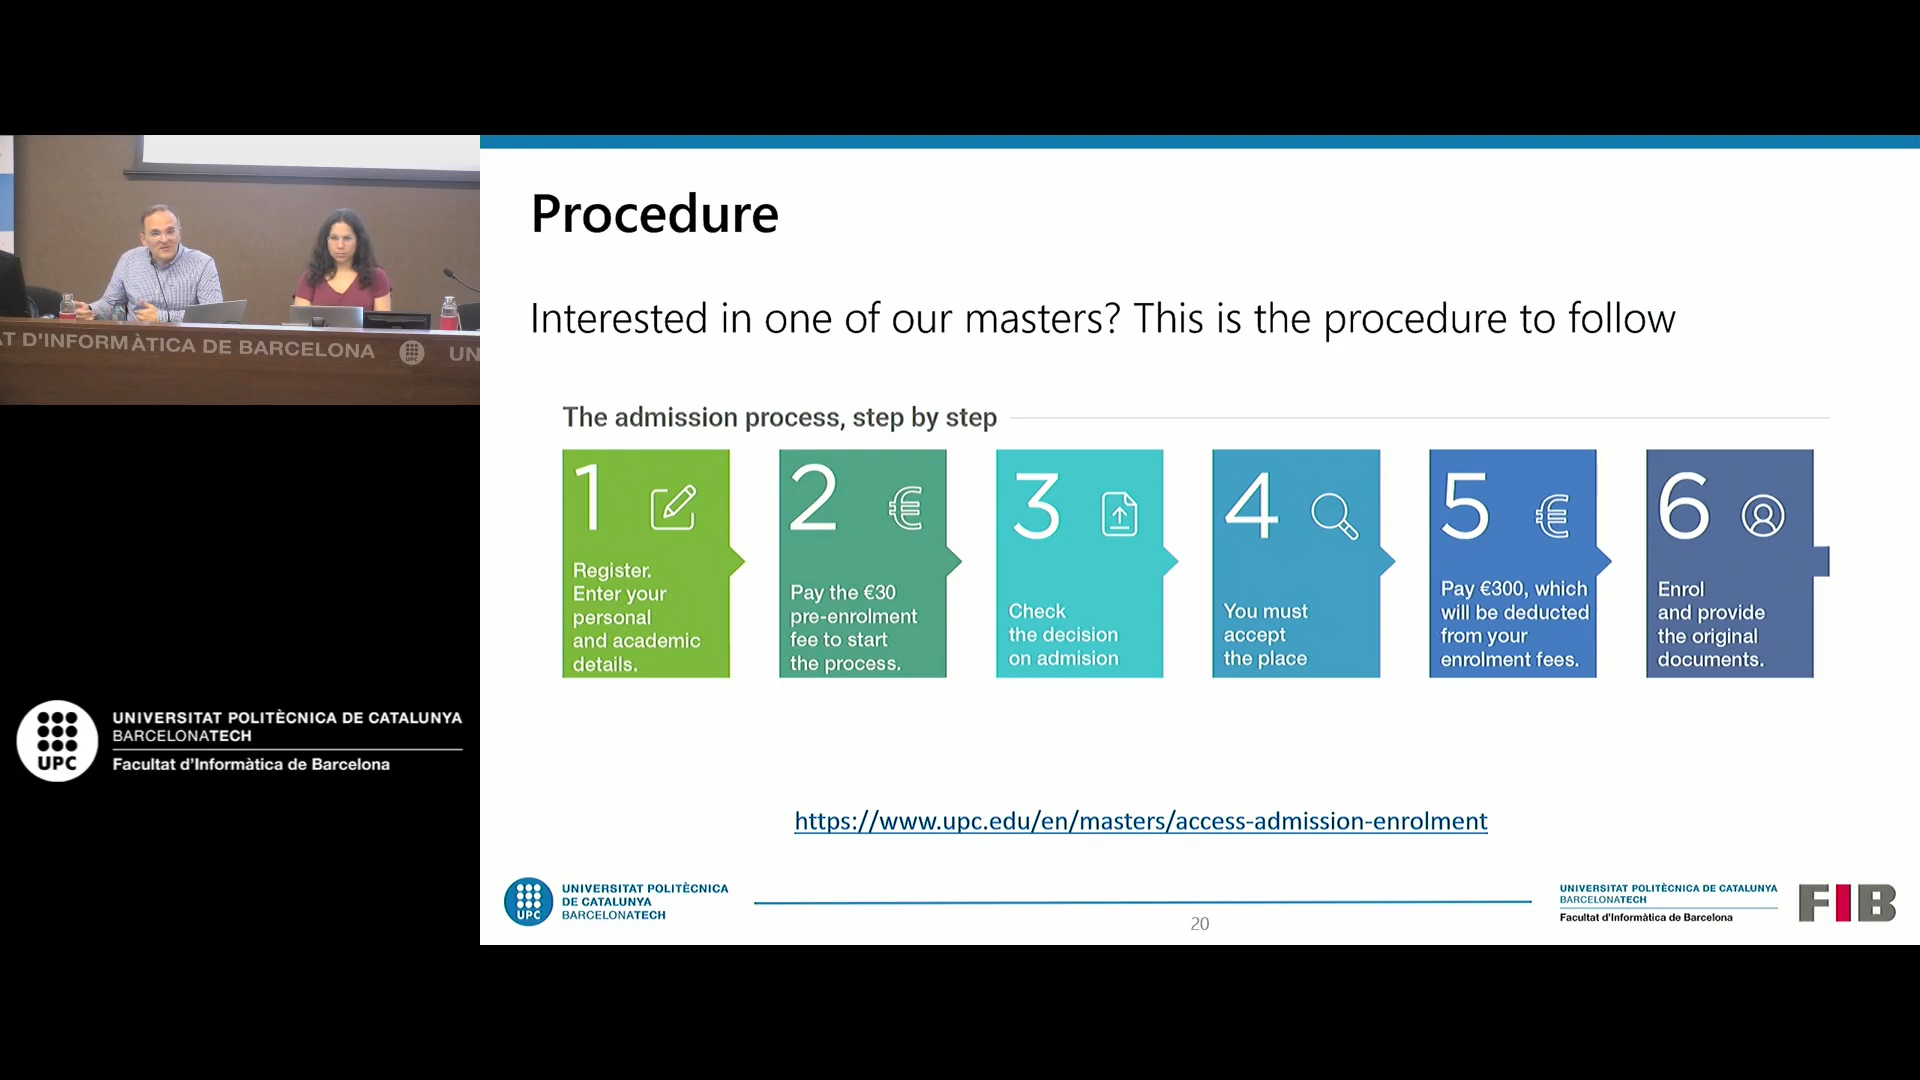 AT D'INFORMÀTICA DE BARCELONA
UPC
UN
UPC
UNIVERSITAT POLITÈCNICA DE CATALUNYA
BARCELONATECH
Facultat d'Informàtica de Barcelona
Procedure
Interested in one of our masters? This is the procedure to follow
The admission process, step by step
1
Register.
Enter your
personal
and academic
details.
2
€
Pay the €30
pre-enrolment
fee to start
the process.
3
Check
the decision
on admision
4
You must
accept
the place
5
€
Pay €300, which
will be deducted
from your
enrolment fees.
6
Enrol
and provide
the original
documents.
https://www.upc.edu/en/masters/access-admission-enrolment
UPC
UNIVERSITAT POLITÈCNICA
DE CATALUNYA
BARCELONATECH
20
UNIVERSITAT POLITÈCNICA DE CATALUNYA
BARCELONATECH
Facultat d'Informàtica de Barcelona
FIB